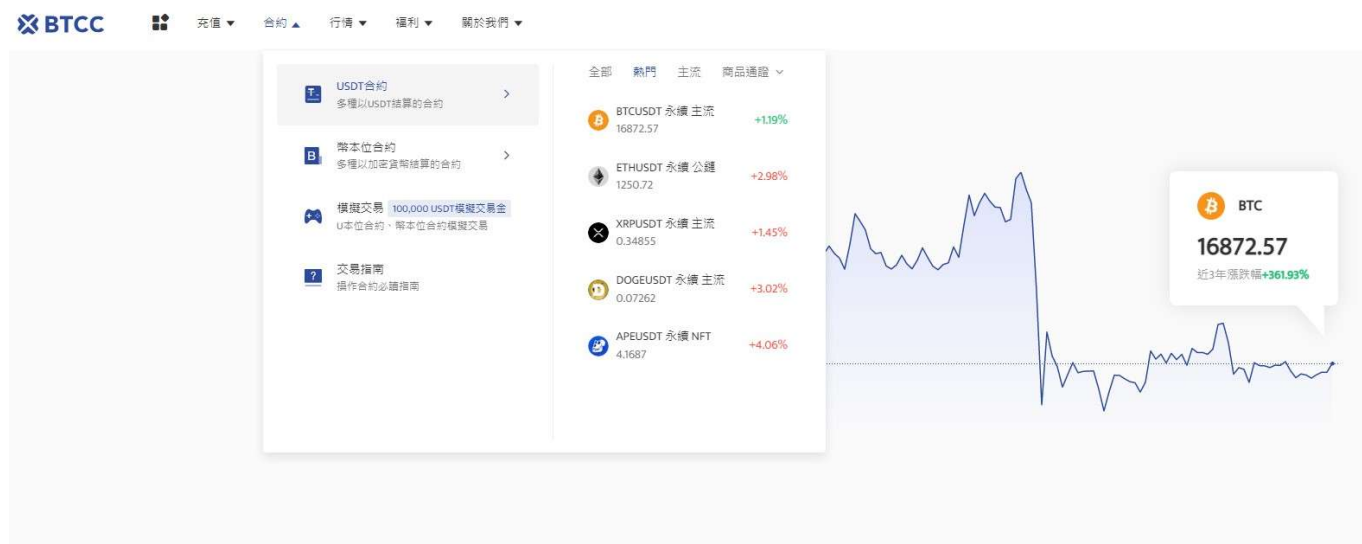 BTCC 充值 ▼ 合約 ▲ 行情 ▼ 福利 ▼ 關於我們 ▼
USDT合約
多種以USDT結算的合約
幣本位合約
多種以加密貨幣結算的合約
模擬交易 100,000 USDT模擬交易金
U本位合約、幣本位合約模擬交易
交易指南
操作合約必讀指南
全部 熱門 主流 商品通證
BTCUSDT 永續 主流
16872.57 +1.19%
ETHUSDT 永續 公鏈
1250.72 +2.98%
XRPUSDT 永續 主流
0.34855 +1.45%
DOGEUSDT 永續 主流
0.07262 +3.02%
APEUSDT 永續 NFT
4.1687 +4.06%
BTC
16872.57
近3年漲跌幅+361.93%